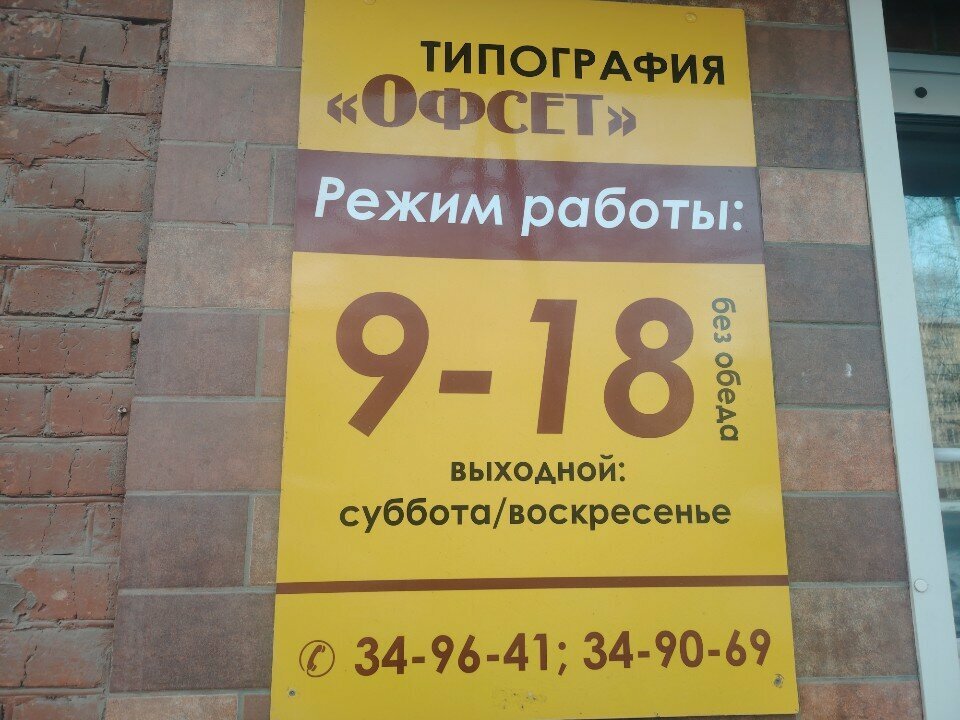 ТИПОГРАФИЯ
«ОФСЕТ»
Режим работы:
9-18
без обеда
выходной:
суббота/воскресенье
34-96-41; 34-90-69